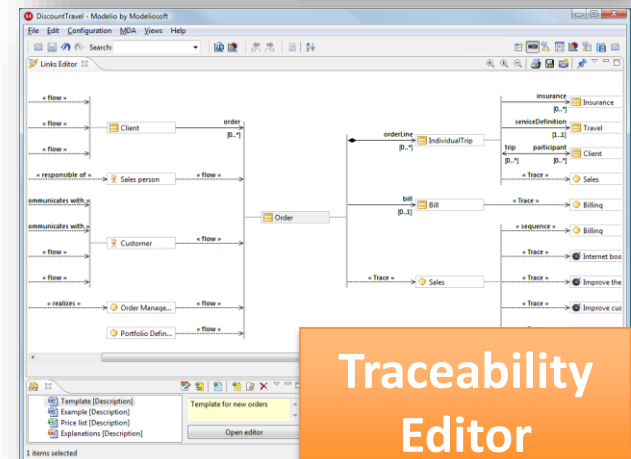 DiscountTravel - Modelio by Modeliosoft
File Edit Configuration MDA Views Help
Search:
Links Editor
« flow »
« flow »
« flow »
Client
order
[0..*]
« responsible of »
Sales person
« flow »
ommunicates with »
ommunicates with »
« flow »
« flow »
Customer
« flow »
« realizes »
Order Manage...
« flow »
Portfolio Defin...
« flow »
Order
orderLine
[0..*]
IndividualTrip
insurance
[0..*]
Insurance
serviceDefinition
[1..1]
Travel
trip participant
[0..*] [0..*]
Client
« Trace »
Sales
bill
[0..1]
Bill
« Trace »
Billing
« Trace »
Sales
« sequence »
Billing
« Trace »
Internet boo
« Trace »
Improve the
« Trace »
Improve cus
Template [Description]
Example [Description]
Price list [Description]
Explanations [Description]
Template for new orders
Open editor
1 items selected
Traceability
Editor